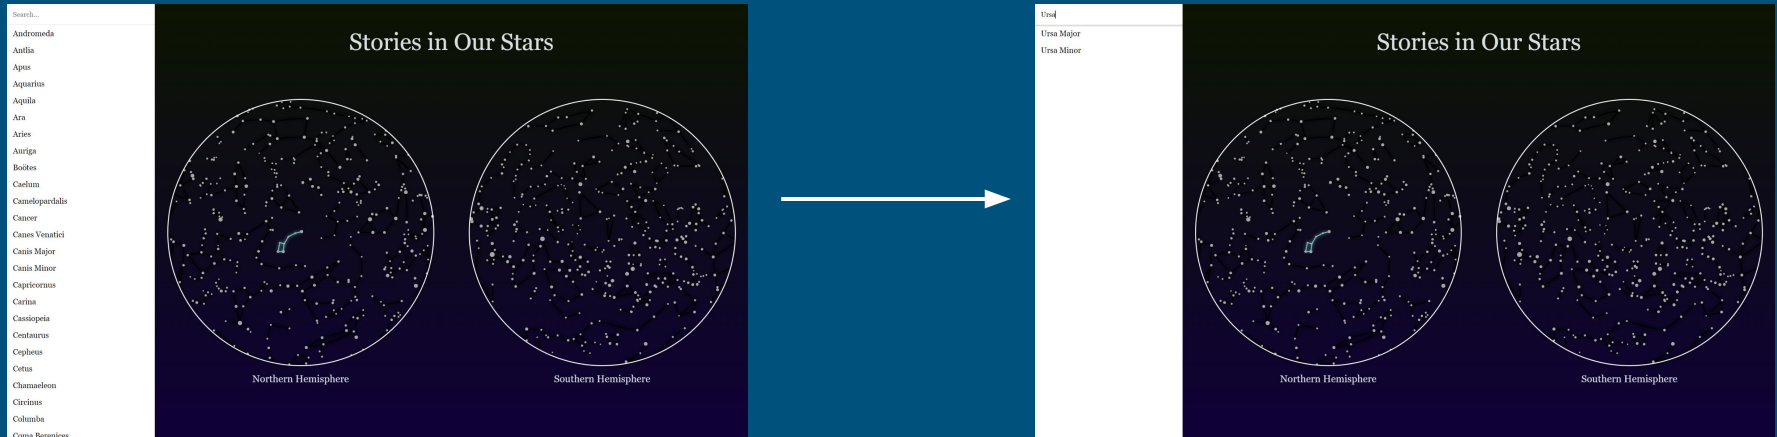 Search...
Andromeda
Antlia
Apus
Aquarius
Aquila
Ara
Aries
Auriga
Boötes
Caelum
Camelopardalis
Cancer
Canes Venatici
Canis Major
Canis Minor
Capricornus
Carina
Cassiopeia
Centaurus
Cepheus
Cetus
Chamaeleon
Circinus
Columba
Coma Berenices
Stories in Our Stars
Northern Hemisphere
Southern Hemisphere
Ursa
Ursa Major
Ursa Minor
Stories in Our Stars
Northern Hemisphere
Southern Hemisphere